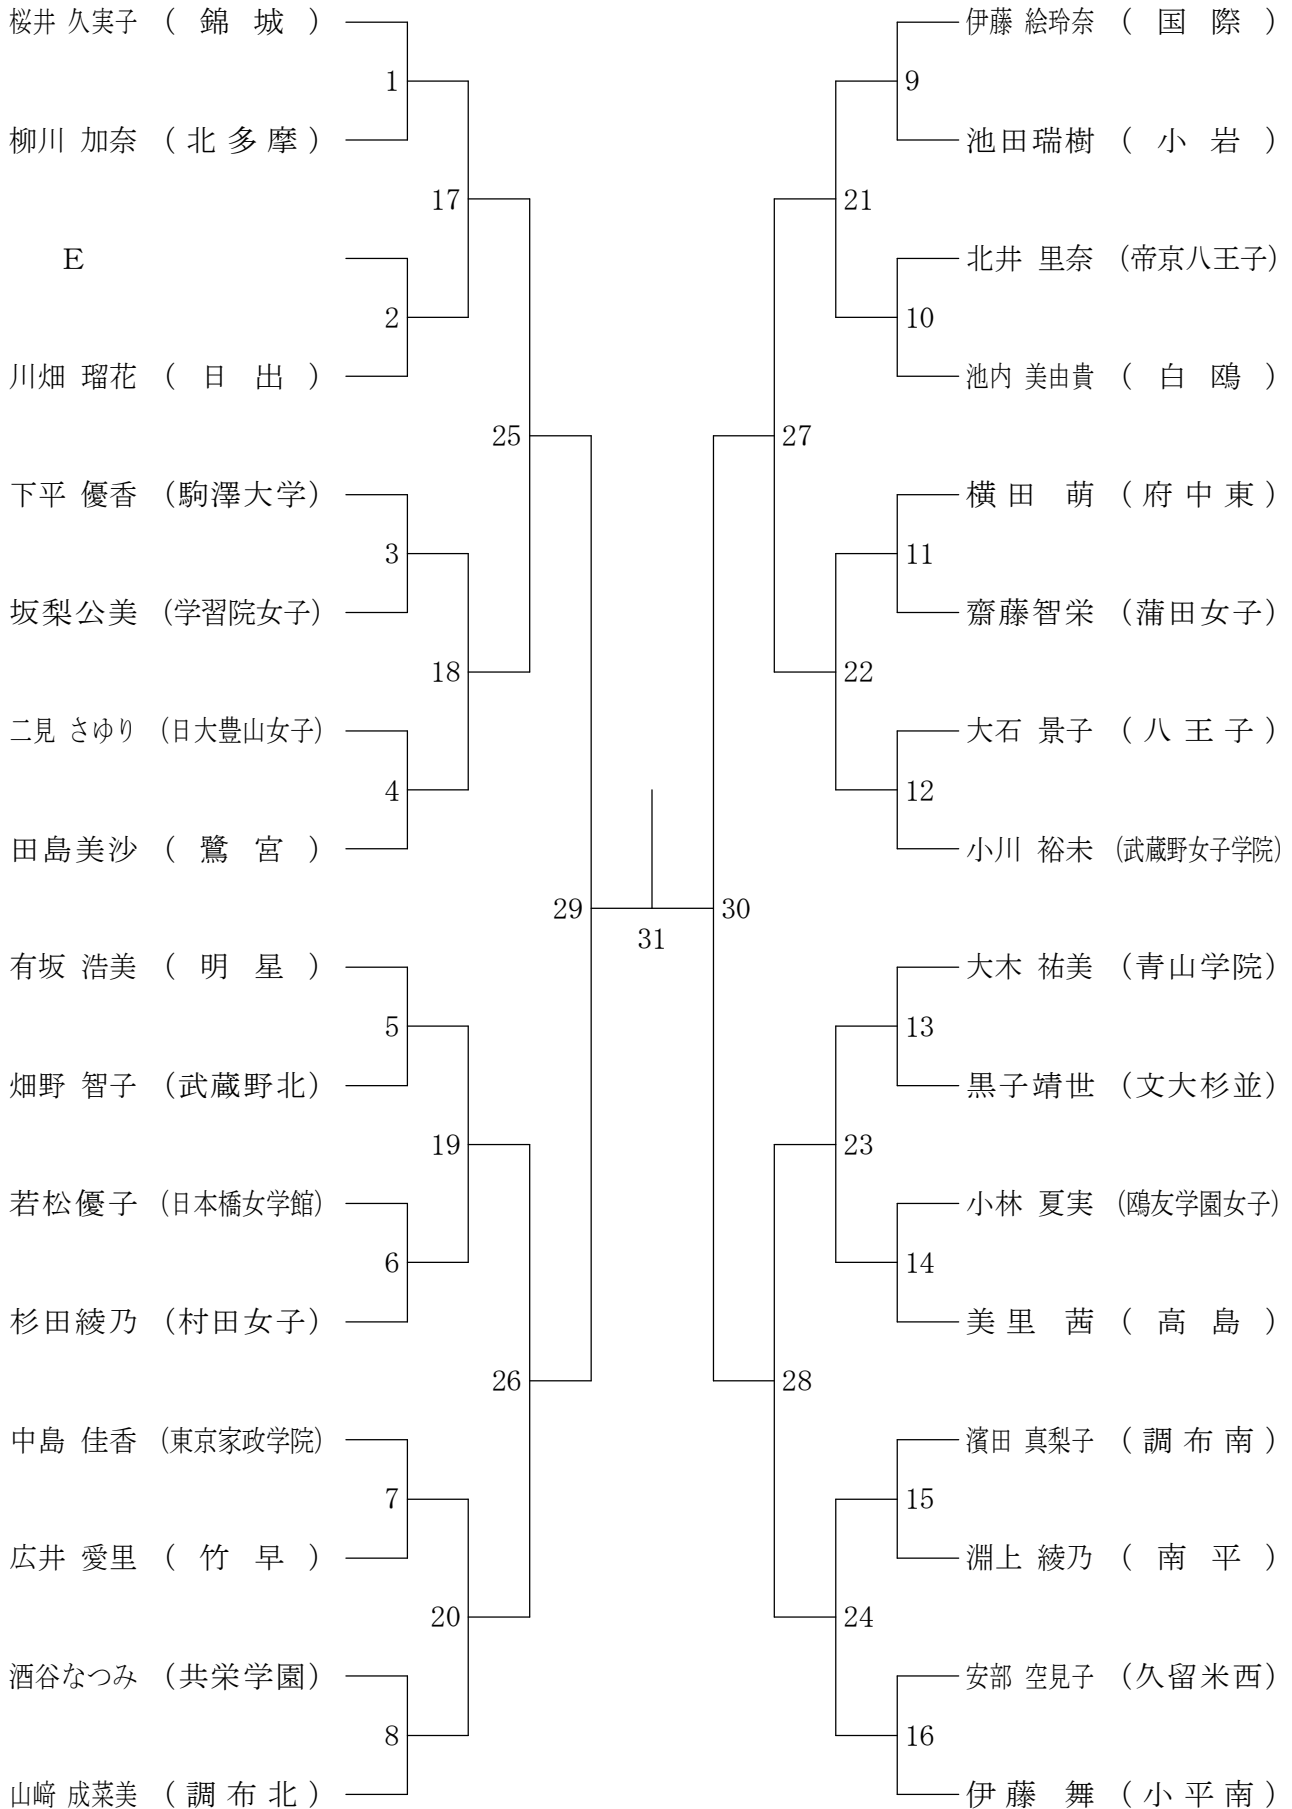 桜井 久実子 （ 錦 城 ）
1
柳川 加奈 （ 北 多 摩 ）
17
E
2
川畑 瑠花 （ 日 出 ）
25
下平 優香 （駒澤大学）
3
坂梨公美 （学習院女子）
18
二見 さゆり （日大豊山女子）
4
田島美沙 （ 鷺 宮 ）
29
有坂 浩美 （ 明 星 ）
5
畑野 智子 （武蔵野北）
19
若松優子 （日本橋女学館）
6
杉田綾乃 （村田女子）
26
中島 佳香 （東京家政学院）
7
広井 愛里 （ 竹 早 ）
20
酒谷なつみ （共栄学園）
8
山﨑 成菜美 （ 調 布 北 ）
31
伊藤 絵玲奈 （ 国 際 ）
9
池田瑞樹 （ 小 岩 ）
21
北井 里奈 （帝京八王子）
10
池内 美由貴 （ 白 鴎 ）
27
横田 萌 （ 府 中 東 ）
11
齋藤智栄 （蒲田女子）
22
大石 景子 （ 八 王 子 ）
12
小川 裕未 （武蔵野女子学院）
30
大木 祐美 （青山学院）
13
黒子靖世 （文大杉並）
23
小林 夏実 （鴎友学園女子）
14
美里 茜 （ 高 島 ）
28
濱田 真梨子 （ 調 布 南 ）
15
淵上 綾乃 （ 南 平 ）
24
安部 空見子 （久留米西）
16
伊藤 舞 （ 小 平 南 ）